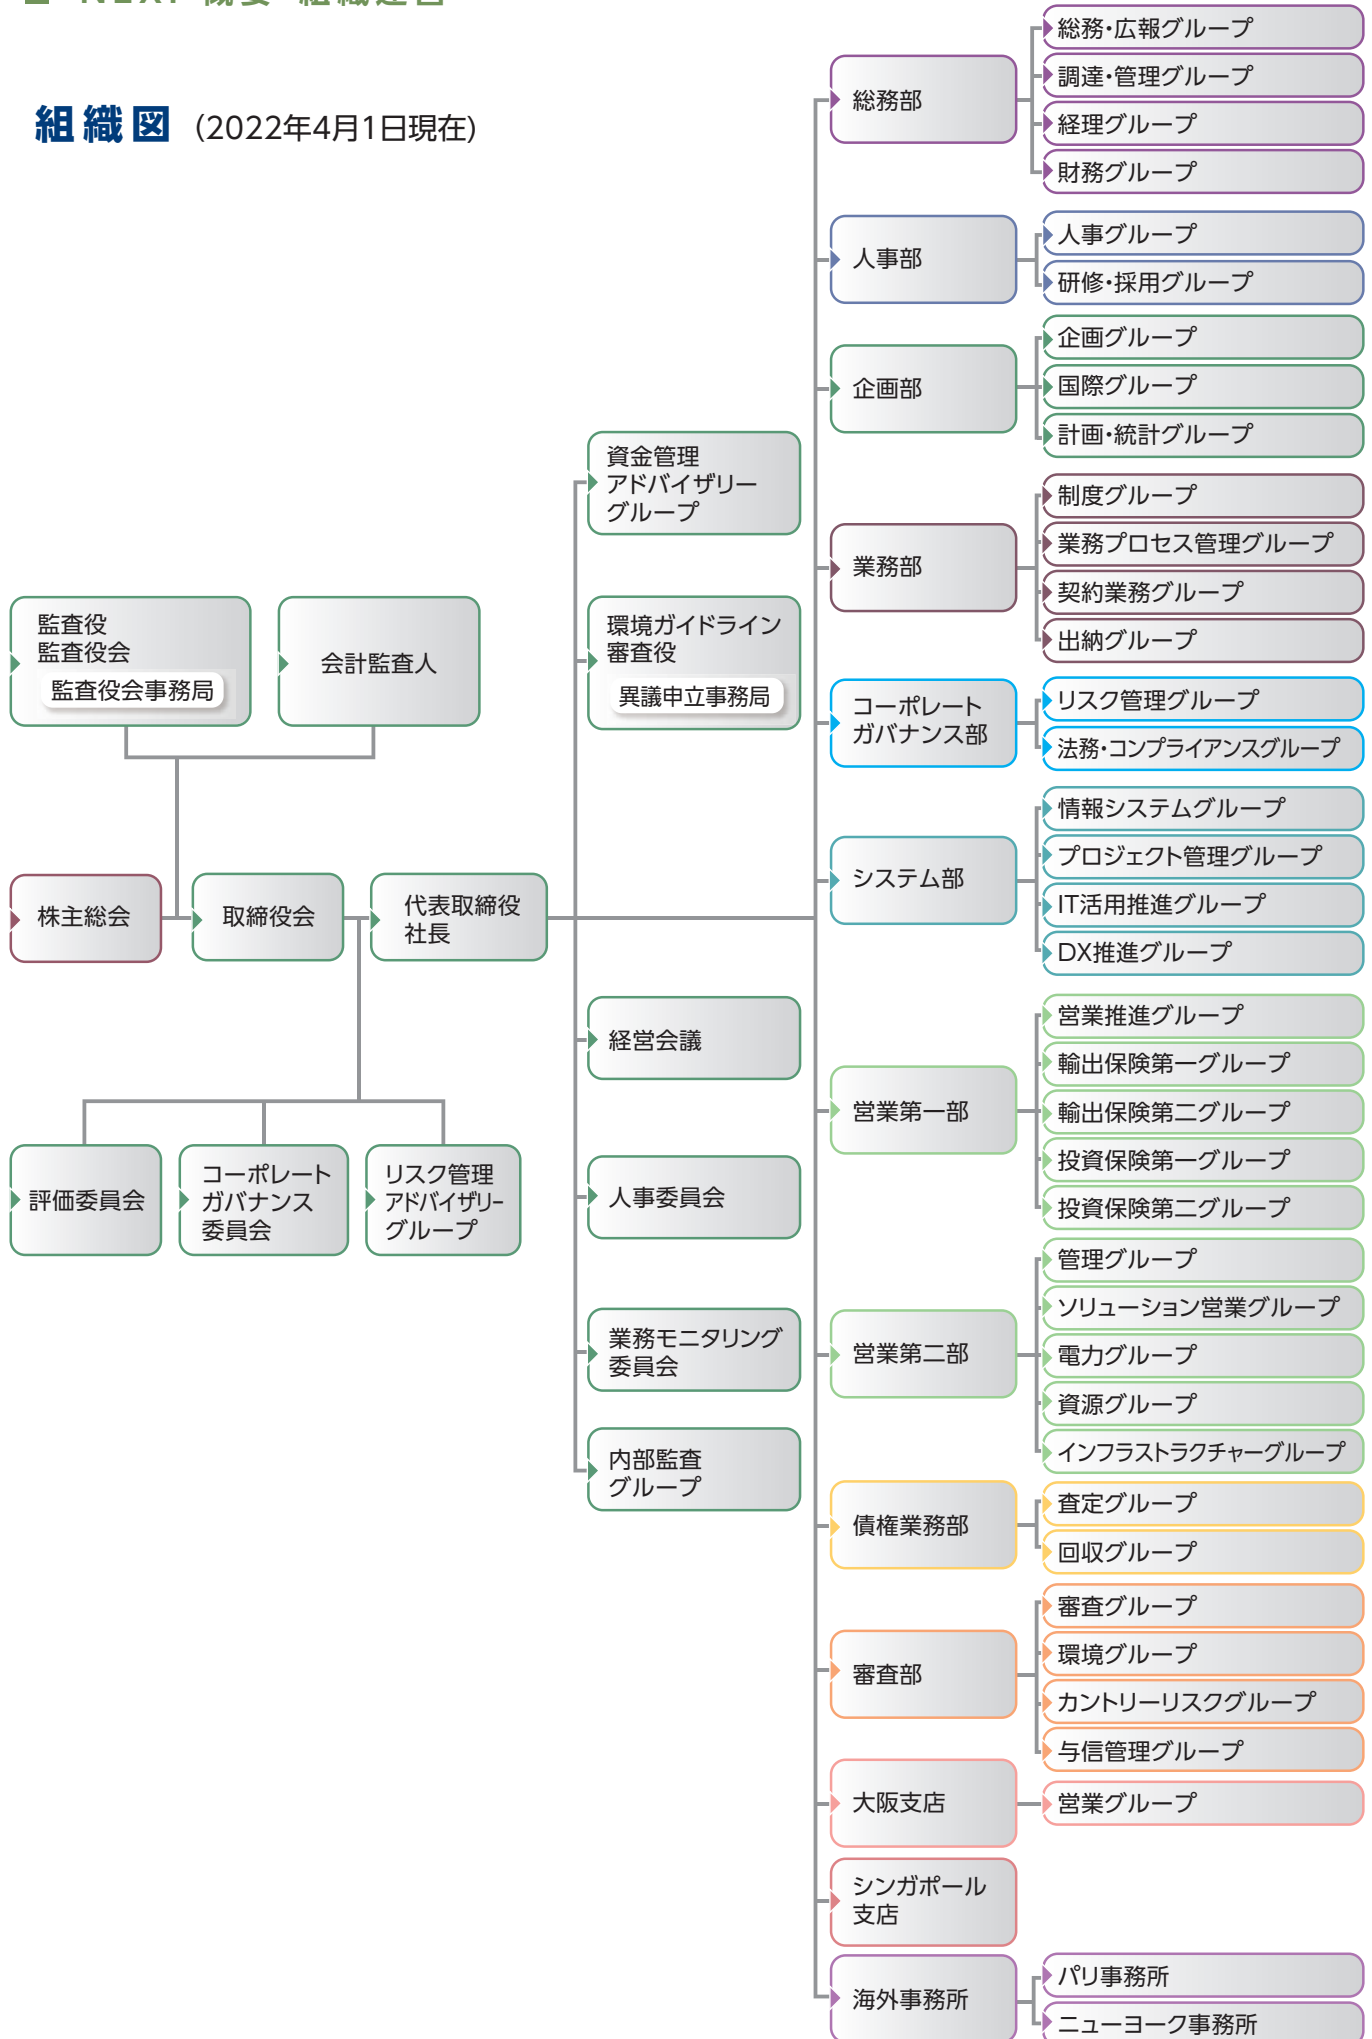 組織図 (2022年4月1日現在)
監査役
監査役会
監査役会事務局
会計監査人
株主総会
取締役会
代表取締役
社長
評価委員会
コーポレート
ガバナンス
委員会
リスク管理
アドバイザリー
グループ
資金管理
アドバイザリー
グループ
環境ガイドライン
審査役
異議申立事務局
経営会議
人事委員会
業務モニタリング
委員会
内部監査
グループ
総務部
総務・広報グループ
調達・管理グループ
経理グループ
財務グループ
人事部
人事グループ
研修・採用グループ
企画部
企画グループ
国際グループ
計画・統計グループ
業務部
制度グループ
業務プロセス管理グループ
契約業務グループ
出納グループ
コーポレート
ガバナンス部
リスク管理グループ
法務・コンプライアンスグループ
システム部
情報システムグループ
プロジェクト管理グループ
IT活用推進グループ
DX推進グループ
営業第一部
営業推進グループ
輸出保険第一グループ
輸出保険第二グループ
投資保険第一グループ
投資保険第二グループ
営業第二部
管理グループ
ソリューション営業グループ
電力グループ
資源グループ
インフラストラクチャーグループ
債権業務部
査定グループ
回収グループ
審査部
審査グループ
環境グループ
カントリーリスクグループ
与信管理グループ
大阪支店
営業グループ
シンガポール
支店
海外事務所
パリ事務所
ニューヨーク事務所